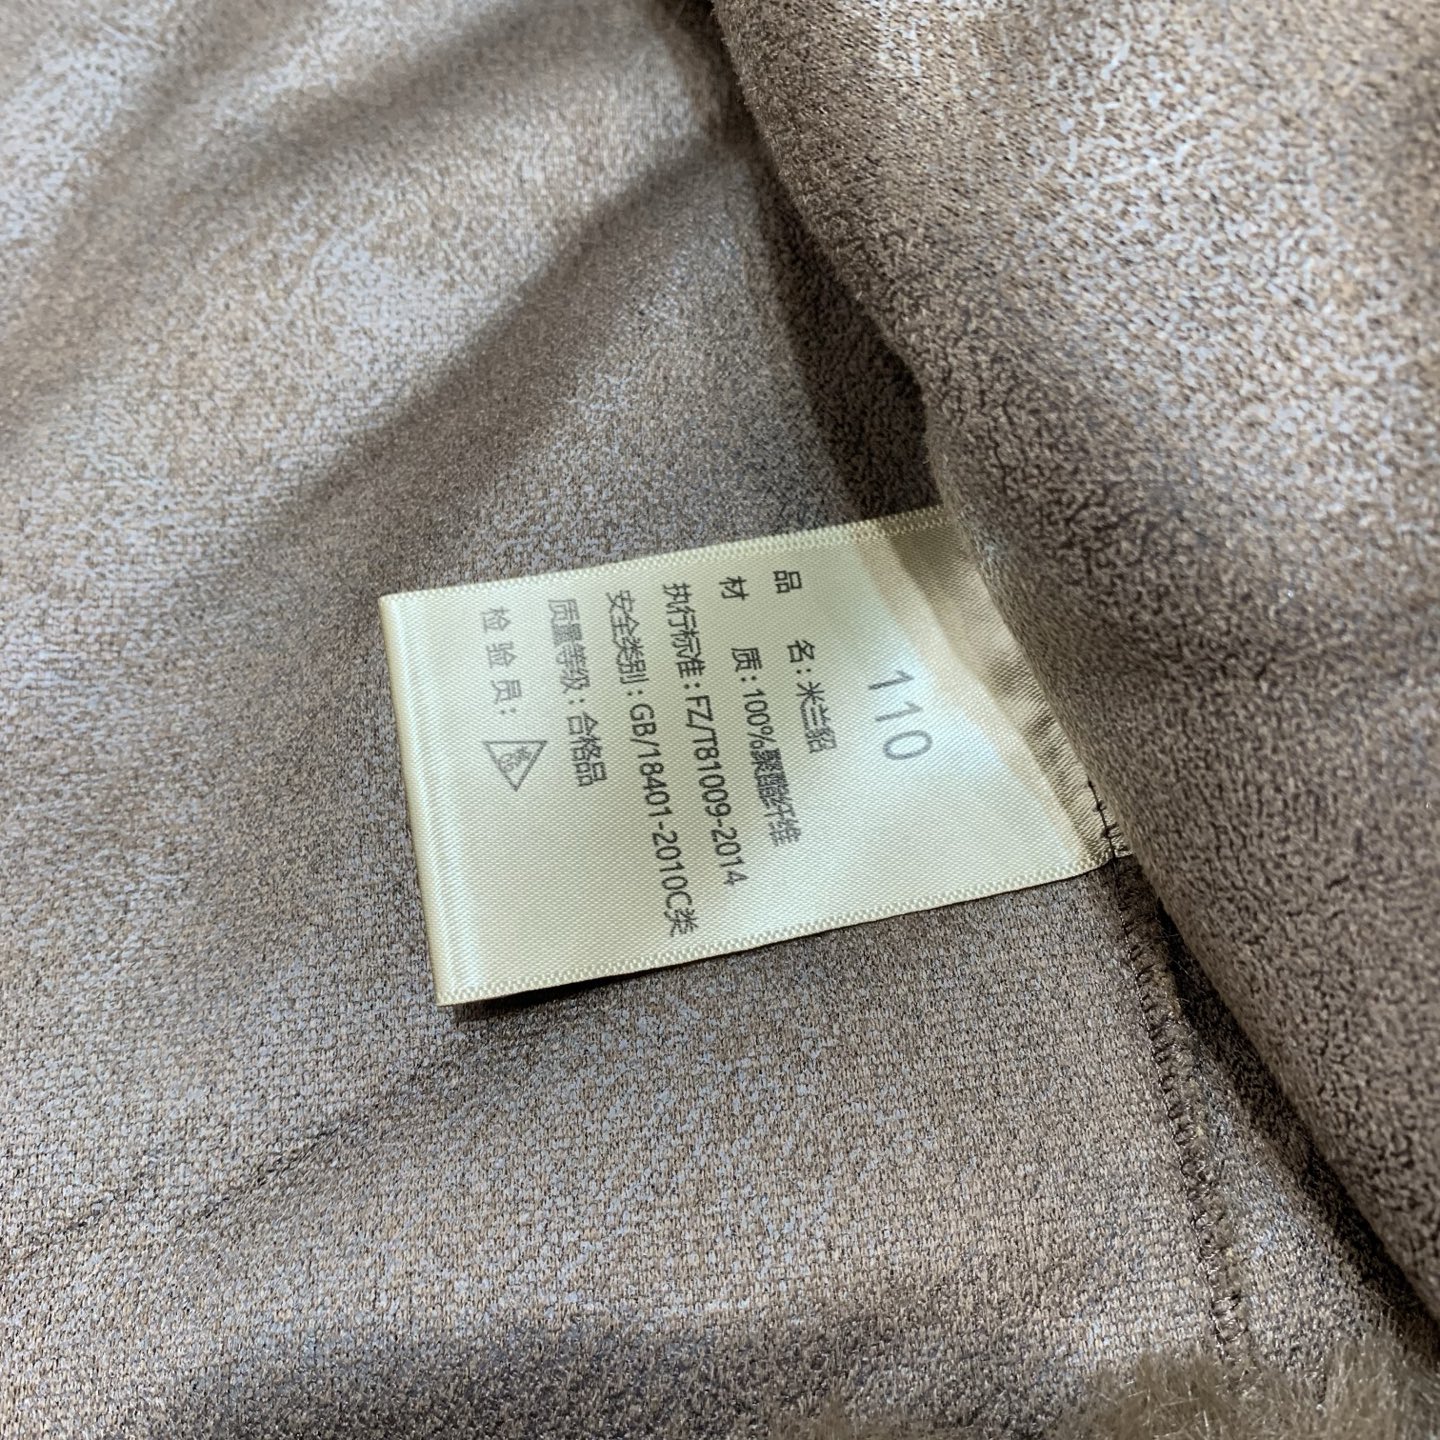 110
品 名:米兰貂
材 质:100%聚酯纤维
执行标准:FZ/T81009-2014
安全类别:GB/18401-2010C类
质量等级:合格品
检验员: